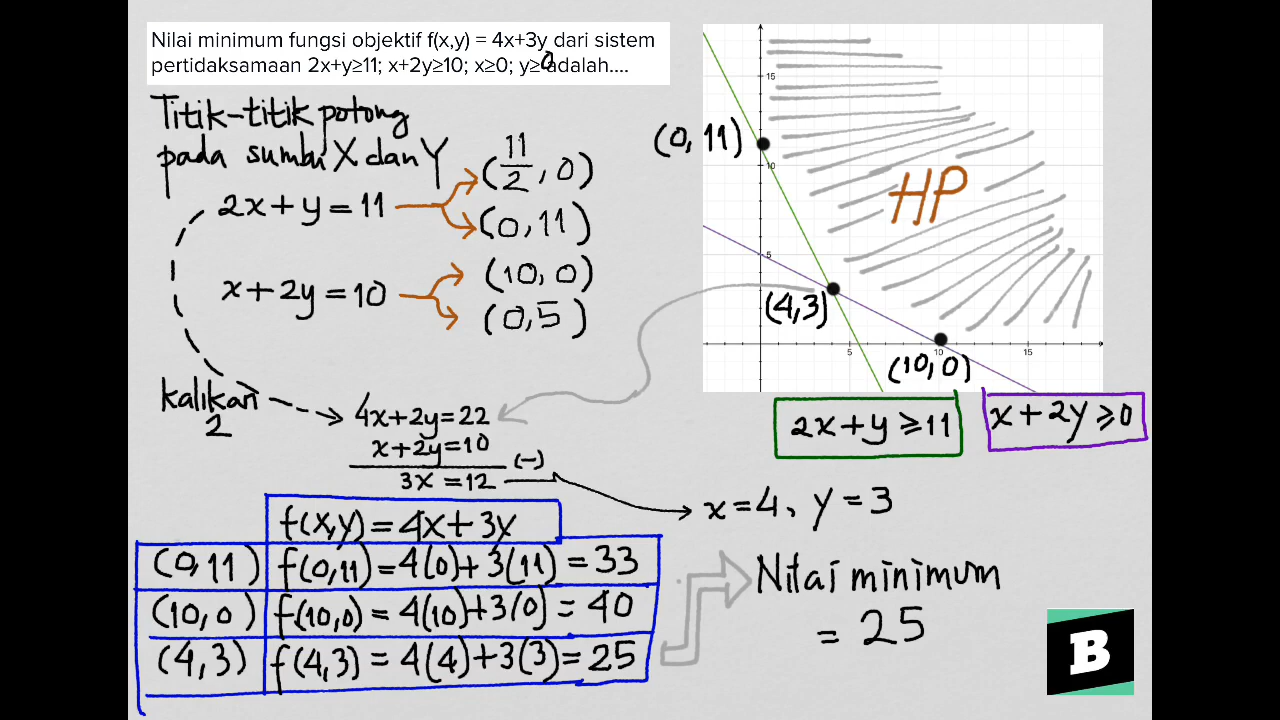 Nilai minimum fungsi objektif f(x,y) = 4x+3y dari sistem
pertidaksamaan 2x+y≥11; x+2y≥10; x≥0; y≥0 adalah....
Titik-titik potong
pada sumbu X dan Y
2x+y=11
(11/2, 0)
(0,11)
x+2y=10
(10,0)
(0,5)
kalikan
2
4x+2y=22
x+2y=10
(-)
3x =12
x=4, y=3
15
10
5
5
10
15
(0,11)
HP
(4,3)
(10,0)
2x+y≥11
x+2y≥0
f(x,y)=4x+3y
(0,11) f(0,11)=4(0)+3(11)=33
(10,0) f(10,0)=4(10)+3(0)=40
(4,3) f(4,3)=4(4)+3(3)=25
Nilai minimum
= 25
B